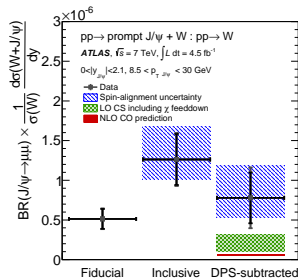 2.5×10⁻⁶
pp→ prompt J/ψ + W : pp→ W
ATLAS, √s = 7 TeV, ∫L dt = 4.5 fb⁻¹
0<|y_J/ψ|<2.1, 8.5 < p_T^J/ψ < 30 GeV
Data
Spin-alignment uncertainty
LO CS including χ feeddown
NLO CO prediction
BR(J/ψ→μμ) × 1/σ(W) dσ(W+J/ψ)/dy
2
1.5
1
0.5
0
Fiducial Inclusive DPS-subtracted